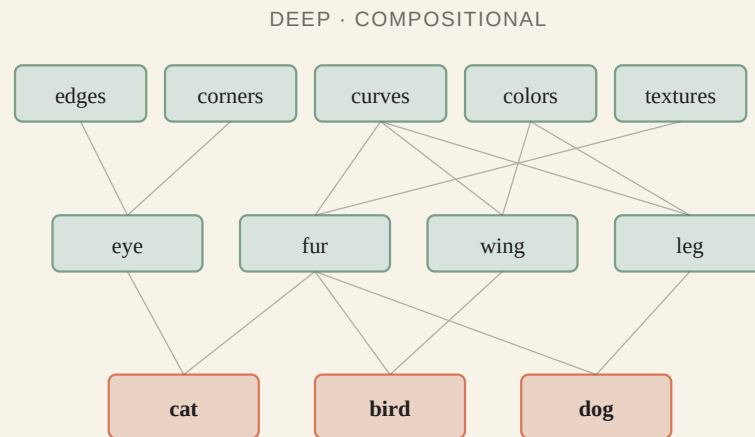 DEEP · COMPOSITIONAL
edges corners curves colors textures
eye fur wing leg
cat bird dog